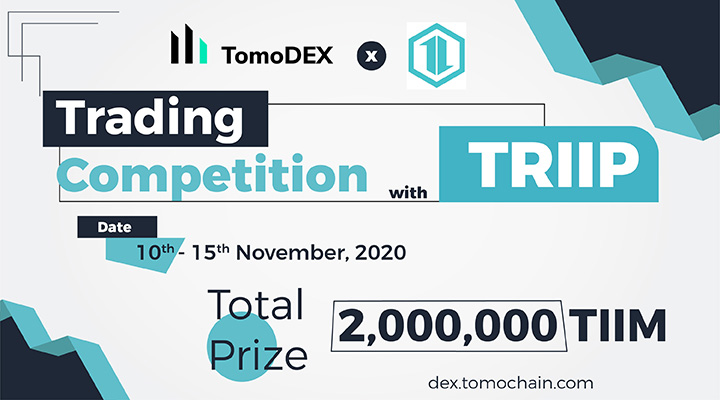 TomoDEX x
Trading
Competition with TRIIP
Date
10th - 15th November, 2020
Total
Prize
2,000,000 TIIM
dex.tomochain.com